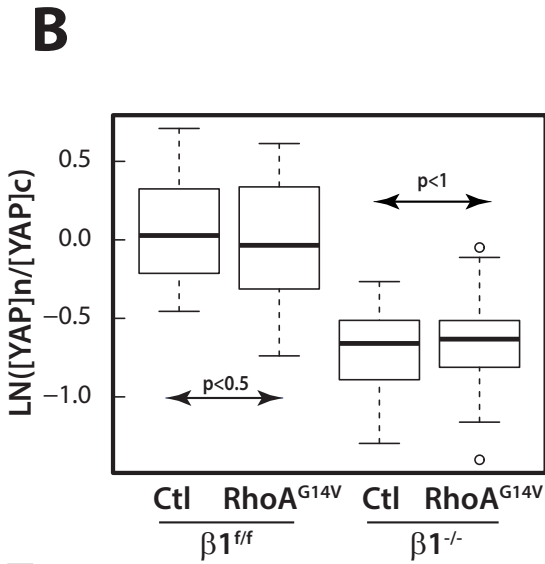 B
LN([YAP]n/[YAP]c)
0.5
0.0
−0.5
−1.0
p<1
p<0.5
Ctl RhoAG14V Ctl RhoAG14V
β1f/f β1-/-